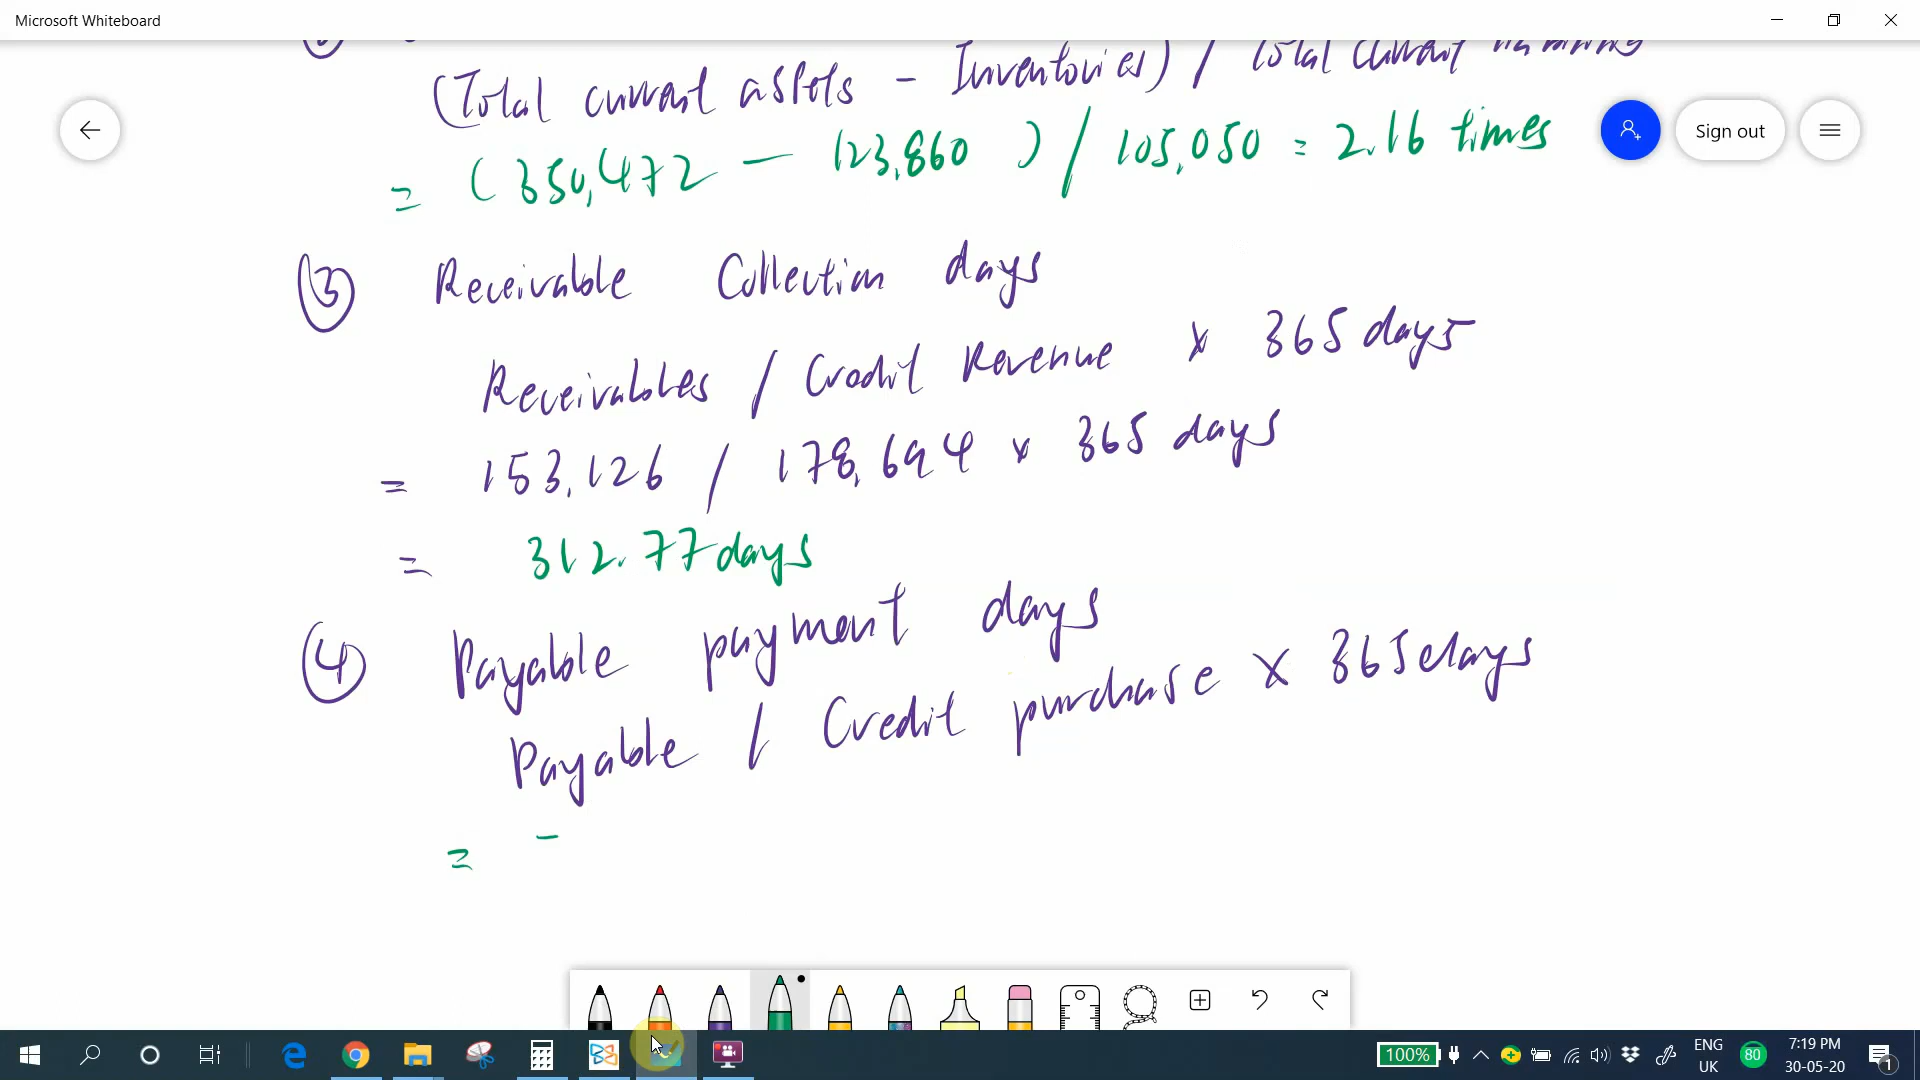 Microsoft Whiteboard
(Total current assets - Inventories) / Total current
= (350,472 - 123,860) / 105,050 = 2.16 times
Sign out
3 Receivable Collection days
Receivables / Credit Revenue x 365 days
= 153,126 / 178,694 x 365 days
= 312.77 days
4 Payable payment days
Payable / Credit purchase x 365 days
= -
100%
ENG
UK
80
7:19 PM
30-05-20
1